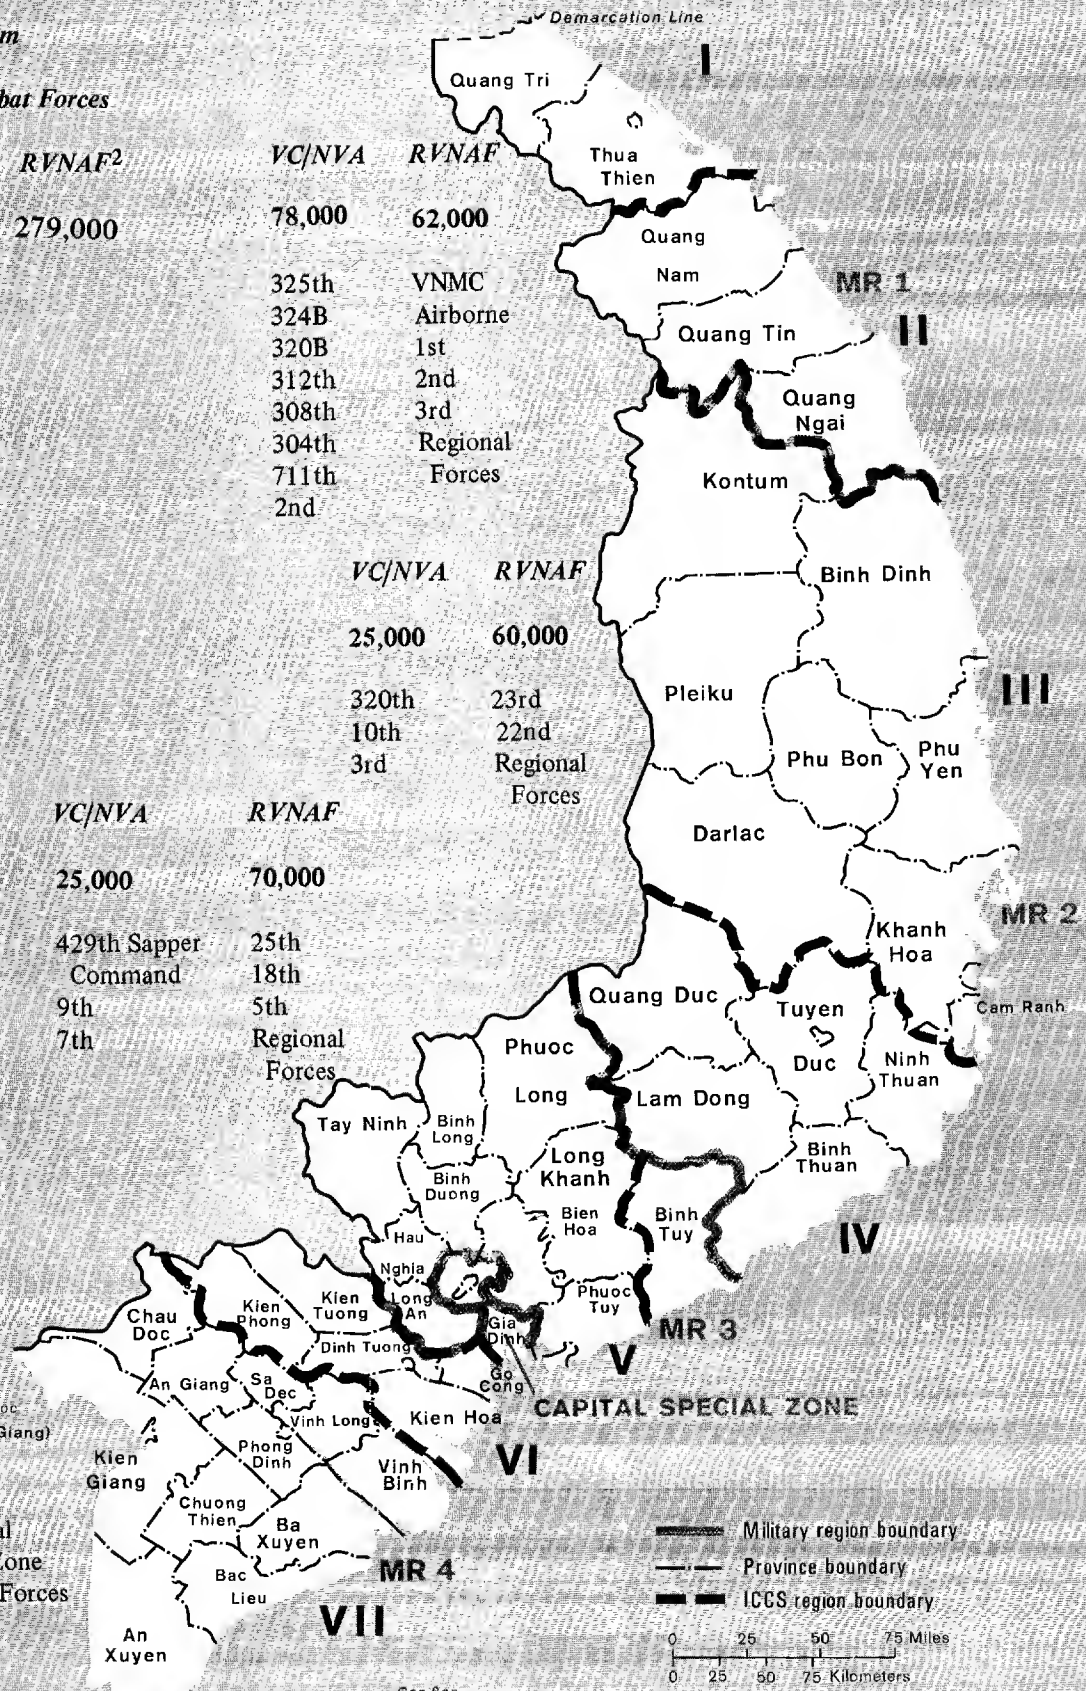 Demarcation Line
m
bat Forces
RVNAF²
279,000
VC/NVA RVNAF
78,000 62,000
325th VNMC
324B Airborne
320B 1st
312th 2nd
308th 3rd
304th Regional
711th Forces
2nd
VC/NVA RVNAF
25,000 60,000
320th 23rd
10th 22nd
3rd Regional
Forces
VC/NVA RVNAF
25,000 70,000
429th Sapper 25th
Command 18th
9th 5th
7th Regional
Forces
I
Quang Tri
Thua
Thien
Quang
Nam
MR 1
Quang Tin
II
Quang
Ngai
Kontum
Binh Dinh
Pleiku
III
Phu Bon
Phu
Yen
Darlac
MR 2
Khanh
Hoa
Cam Ranh
Quang Duc
Tuyen
Duc
Ninh
Thuan
Phuoc
Long
Lam Dong
Tay Ninh
Binh
Long
Binh
Thuan
Long
Khanh
Binh
Duong
Bien
Hoa
Binh
Tuy
IV
Hau
Nghia
Long
An
Phuoc
Tuy
Gia
Dinh
MR 3
V
Kien
Tuong
Kien
Phong
Chau
Doc
Dinh Tuong
Go
Cong
CAPITAL SPECIAL ZONE
An Giang
Sa
Dec
Vinh Long
Kien Hoa
oc
Giang)
Kien
Giang
Phong
Dinh
Vinh
Binh
VI
Chuong
Thien
Ba
Xuyen
MR 4
Bac
Lieu
VII
An
Xuyen
al
Zone
Forces
Military region boundary
Province boundary
ICCS region boundary
0 25 50 75 Miles
0 25 50 75 Kilometers